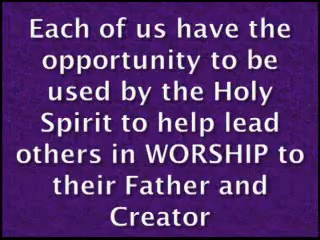 Each of us have the
opportunity to be
used by the Holy
Spirit to help lead
others in WORSHIP to
their Father and
Creator